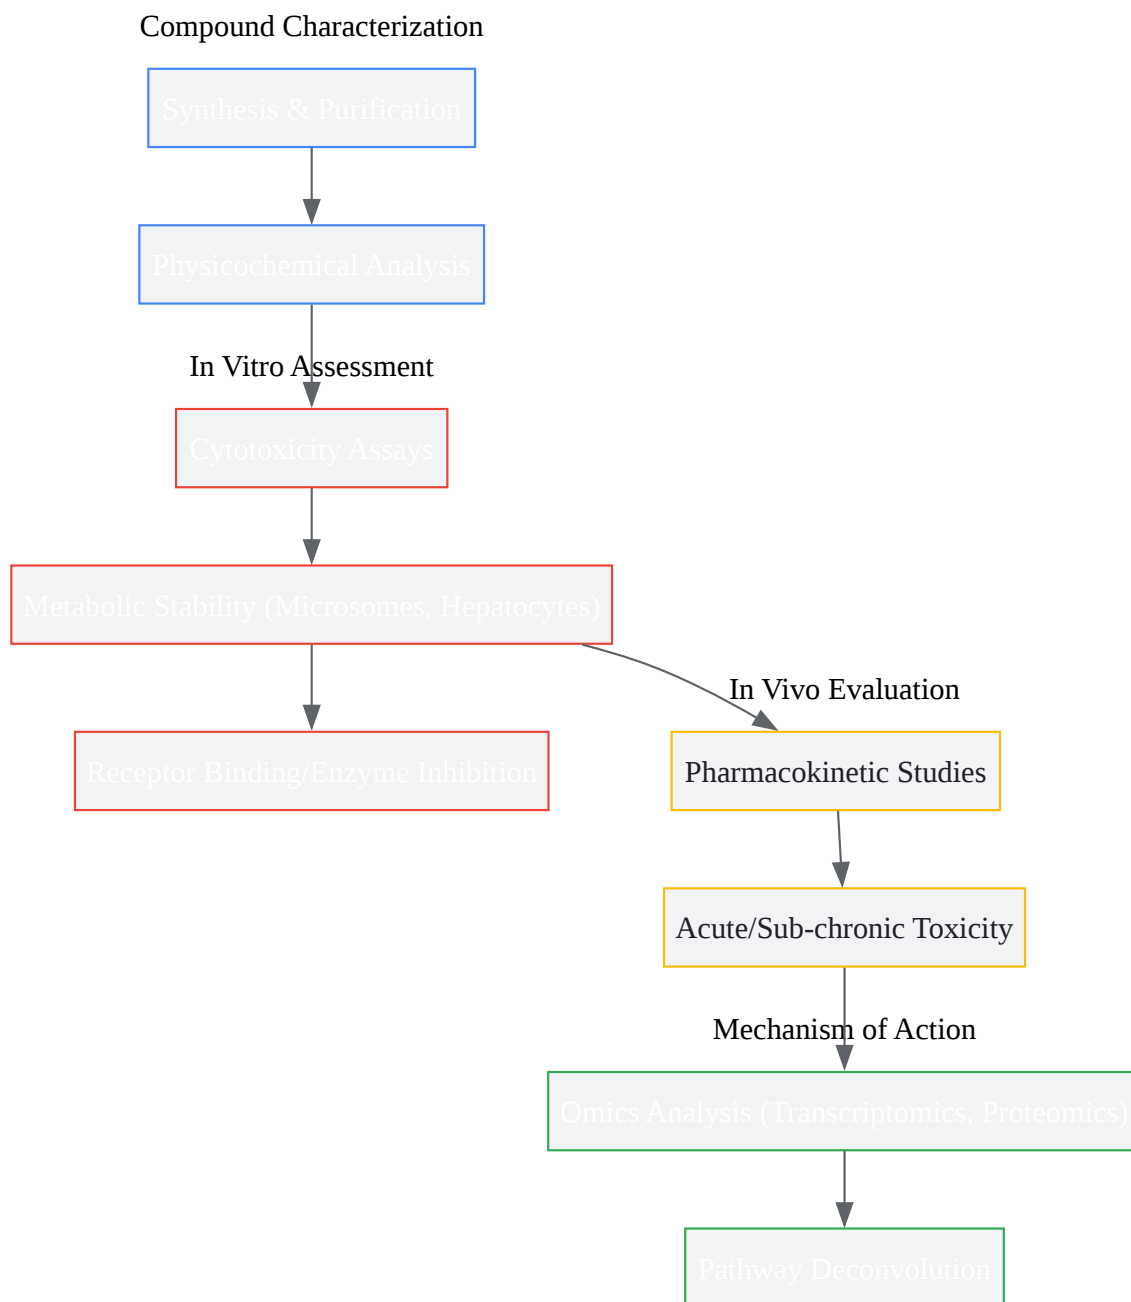 Compound Characterization
Synthesis & Purification
Physicochemical Analysis
In Vitro Assessment
Cytotoxicity Assays
Metabolic Stability (Microsomes, Hepatocytes)
In Vivo Evaluation
Receptor Binding/Enzyme Inhibition
Pharmacokinetic Studies
Acute/Sub-chronic Toxicity
Mechanism of Action
Omics Analysis (Transcriptomics, Proteomics)
Pathway Deconvolution